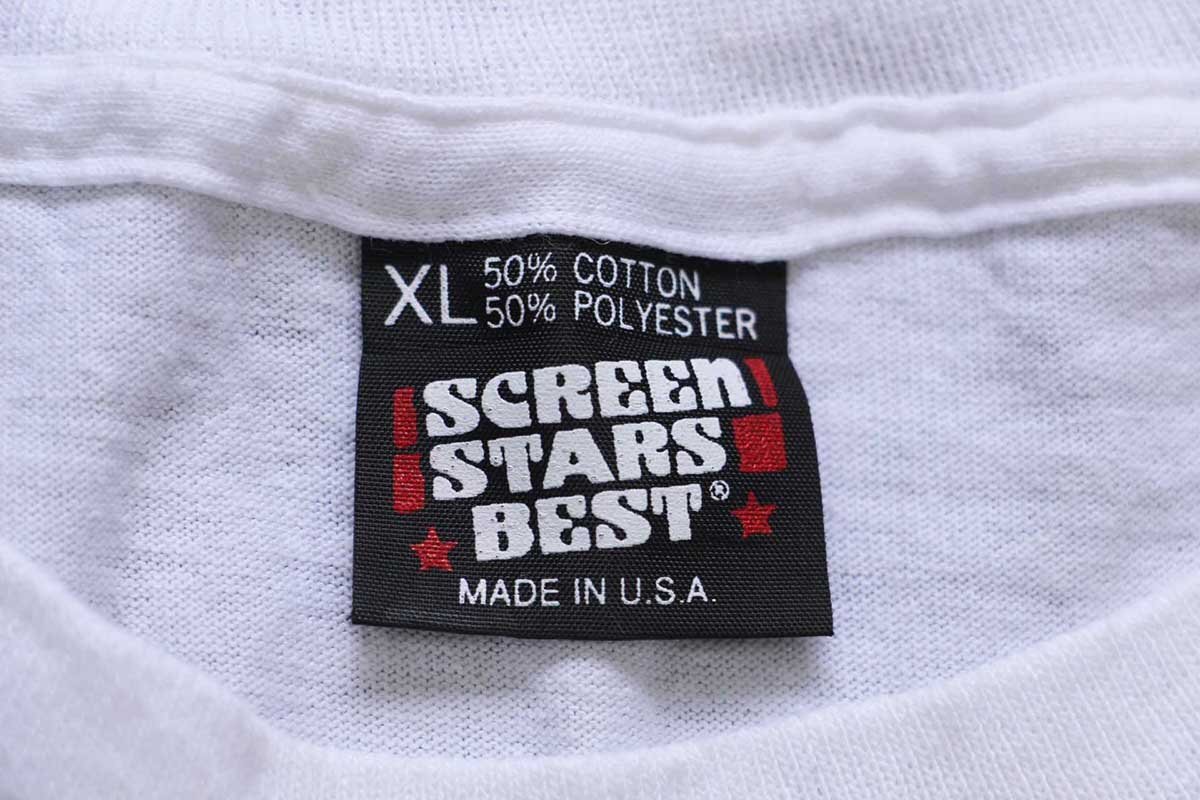 XL 50% COTTON
50% POLYESTER
SCREEN
STARS
BEST®
MADE IN U.S.A.